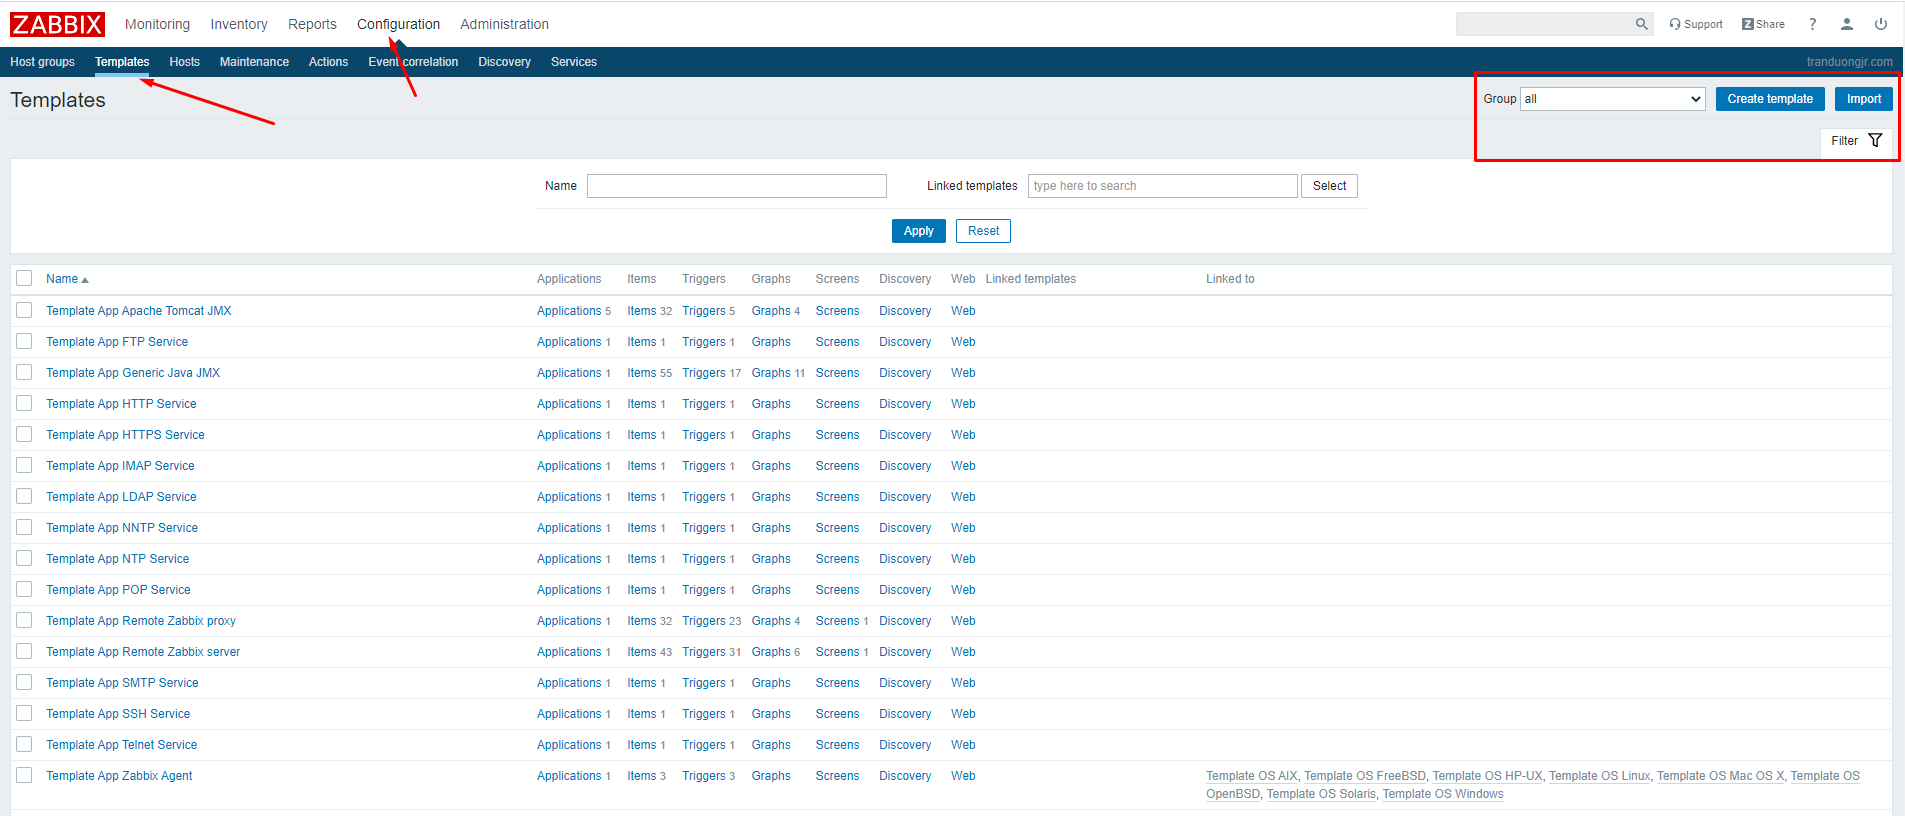 ZABBIX Monitoring Inventory Reports Configuration Administration Support Z Share ?
Host groups Templates Hosts Maintenance Actions Event correlation Discovery Services tranduongjr.com
Templates Group all Create template Import
Filter
Name Linked templates type here to search Select
Apply Reset
Name Applications Items Triggers Graphs Screens Discovery Web Linked templates Linked to
Template App Apache Tomcat JMX Applications 5 Items 32 Triggers 5 Graphs 4 Screens Discovery Web
Template App FTP Service Applications 1 Items 1 Triggers 1 Graphs Screens Discovery Web
Template App Generic Java JMX Applications 1 Items 55 Triggers 17 Graphs 11 Screens Discovery Web
Template App HTTP Service Applications 1 Items 1 Triggers 1 Graphs Screens Discovery Web
Template App HTTPS Service Applications 1 Items 1 Triggers 1 Graphs Screens Discovery Web
Template App IMAP Service Applications 1 Items 1 Triggers 1 Graphs Screens Discovery Web
Template App LDAP Service Applications 1 Items 1 Triggers 1 Graphs Screens Discovery Web
Template App NNTP Service Applications 1 Items 1 Triggers 1 Graphs Screens Discovery Web
Template App NTP Service Applications 1 Items 1 Triggers 1 Graphs Screens Discovery Web
Template App POP Service Applications 1 Items 1 Triggers 1 Graphs Screens Discovery Web
Template App Remote Zabbix proxy Applications 1 Items 32 Triggers 23 Graphs 4 Screens 1 Discovery Web
Template App Remote Zabbix server Applications 1 Items 43 Triggers 31 Graphs 6 Screens 1 Discovery Web
Template App SMTP Service Applications 1 Items 1 Triggers 1 Graphs Screens Discovery Web
Template App SSH Service Applications 1 Items 1 Triggers 1 Graphs Screens Discovery Web
Template App Telnet Service Applications 1 Items 1 Triggers 1 Graphs Screens Discovery Web
Template App Zabbix Agent Applications 1 Items 3 Triggers 3 Graphs Screens Discovery Web Template OS AIX, Template OS FreeBSD, Template OS HP-UX, Template OS Linux, Template OS Mac OS X, Template OS
OpenBSD, Template OS Solaris, Template OS Windows